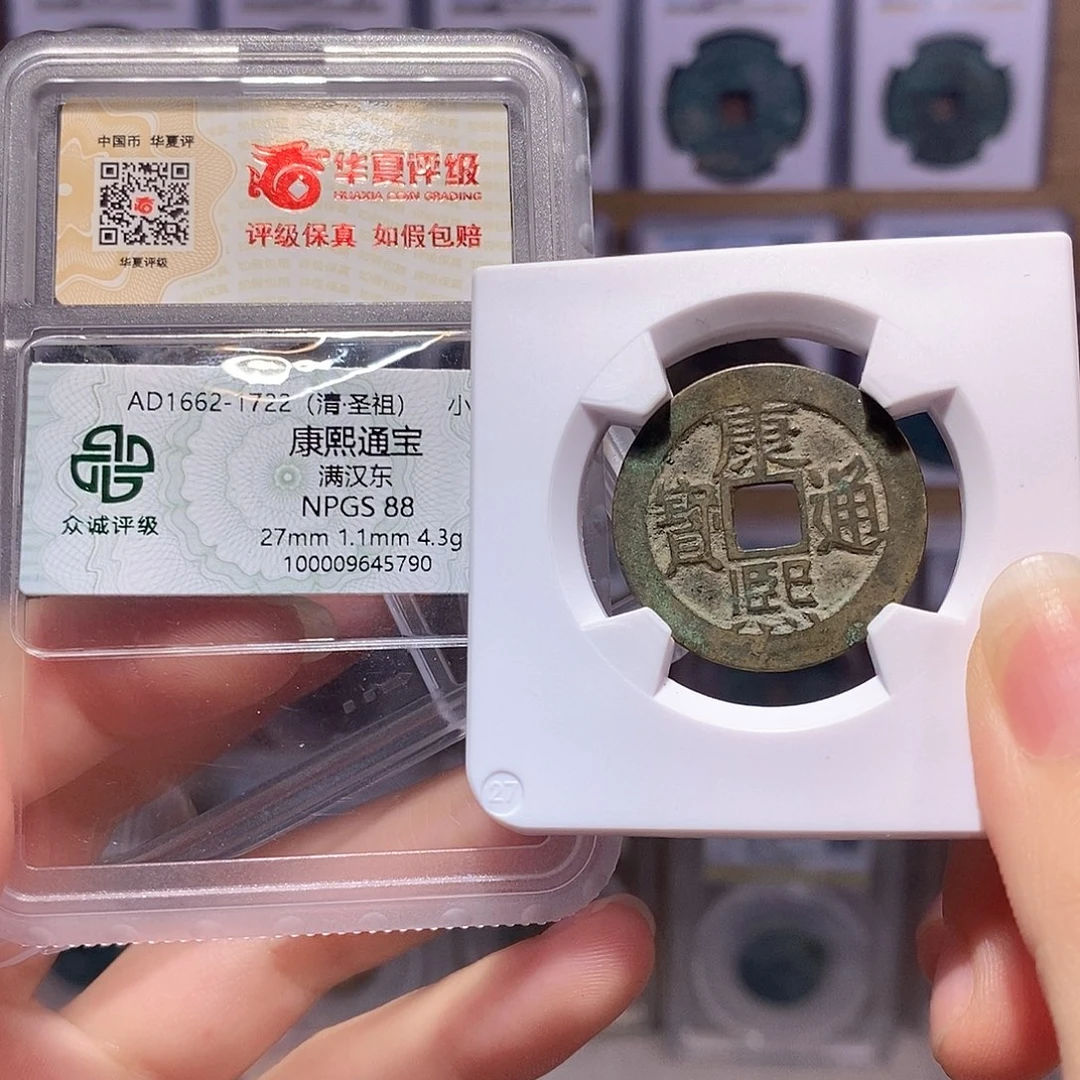 中国币 华夏评
华夏评级
华夏评级
HUAXIA COIN GRADING
评级保真 如假包赔
AD1662-1722（清·圣祖） 小
康熙通宝
满汉东
NPGS 88
27mm 1.1mm 4.3g
100009645790
众诚评级
康熙通寶
27